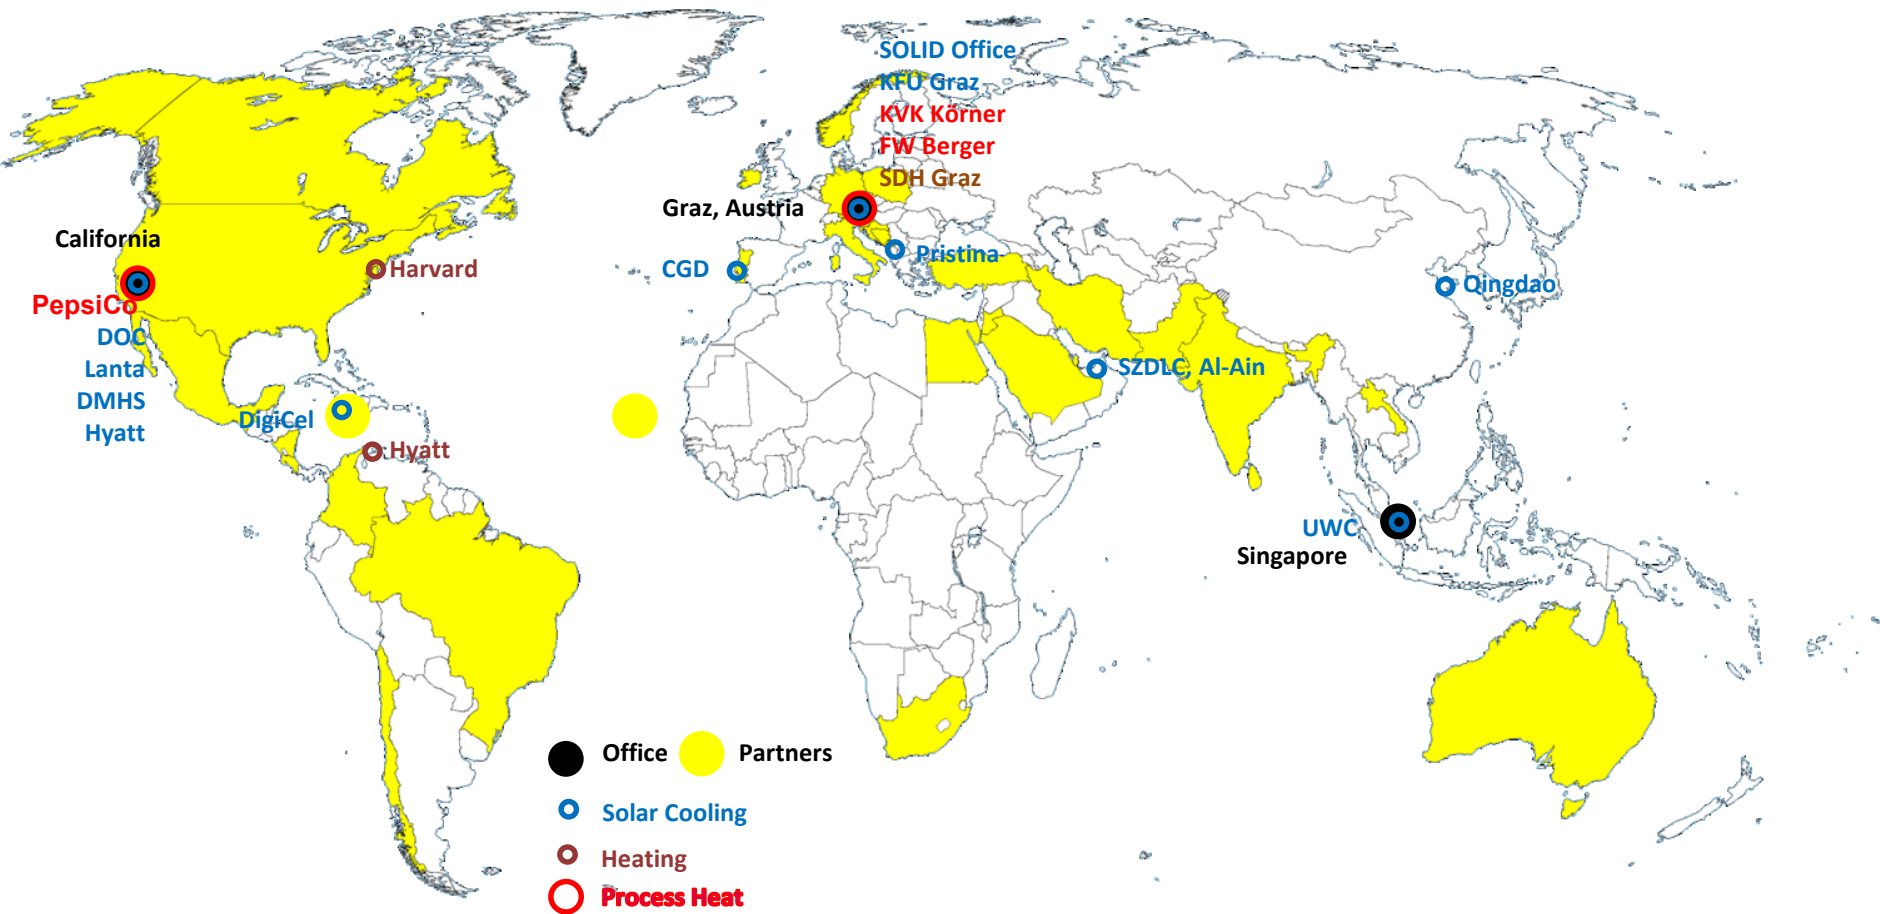 SOLID Office
KFU Graz
KVK Körner
FW Berger
SDH Graz
Graz, Austria
California
Harvard
PepsiCo
DOC
Lanta
DMHS
Hyatt
CGD
Pristina
Qingdao
SZDLC, Al-Ain
DigiCel
Hyatt
UWC
Singapore
Office
Partners
Solar Cooling
Heating
Process Heat